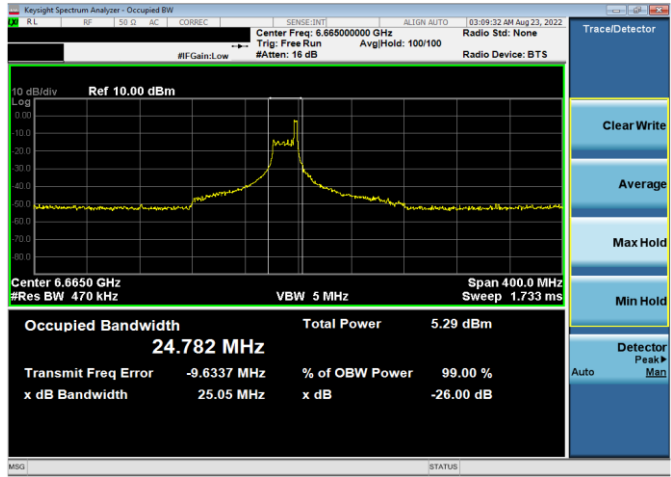 Keysight Spectrum Analyzer - Occupied BW
RL RF 50 Ω AC CORREC SENSE:INT ALIGN AUTO 03:09:32 AM Aug 23, 2022
Center Freq: 6.665000000 GHz Radio Std: None
Trig: Free Run Avg|Hold: 100/100
#IFGain:Low #Atten: 16 dB Radio Device: BTS
Trace/Detector
10 dB/div Ref 10.00 dBm
Log
0.00
-10.0
-20.0
-30.0
-40.0
-50.0
-60.0
-70.0
-80.0
Center 6.6650 GHz Span 400.0 MHz
#Res BW 470 kHz VBW 5 MHz Sweep 1.733 ms
Occupied Bandwidth Total Power 5.29 dBm
24.782 MHz
Transmit Freq Error -9.6337 MHz % of OBW Power 99.00 %
x dB Bandwidth 25.05 MHz x dB -26.00 dB
Clear Write
Average
Max Hold
Min Hold
Detector
Peak▶
Auto Man
MSG STATUS